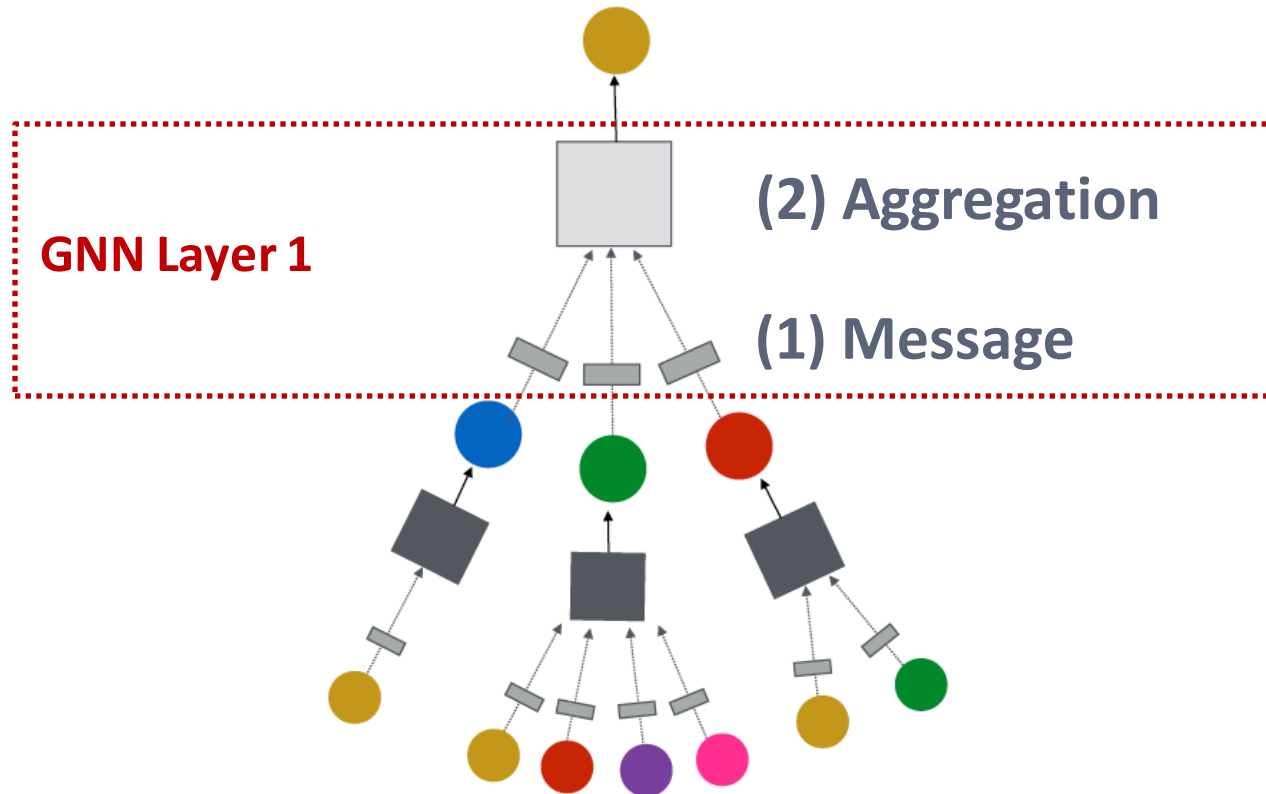 (2) Aggregation
GNN Layer 1
(1) Message